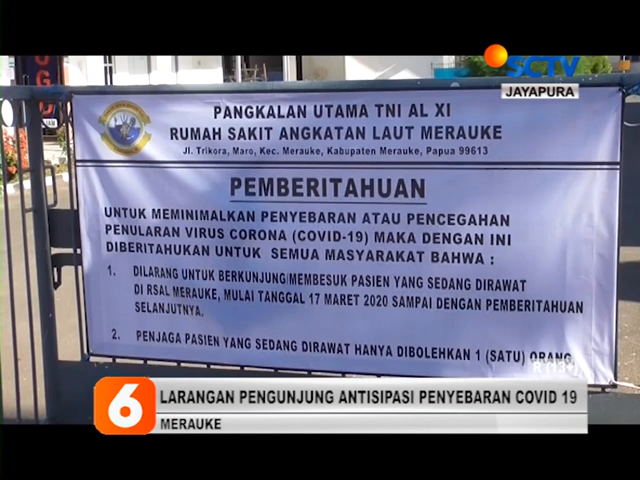 SCTV
JAYAPURA
PANGKALAN UTAMA TNI AL XI
RUMAH SAKIT ANGKATAN LAUT MERAUKE
Jl. Trikora, Maro, Kec. Merauke, Kabupaten Merauke, Papua 99613
PEMBERITAHUAN
UNTUK MEMINIMALKAN PENYEBARAN ATAU PENCEGAHAN
PENULARAN VIRUS CORONA (COVID-19) MAKA DENGAN INI
DIBERITAHUKAN UNTUK SEMUA MASYARAKAT BAHWA :
1. DILARANG UNTUK BERKUNJUNG/MEMBESUK PASIEN YANG SEDANG DIRAWAT
DI RSAL MERAUKE, MULAI TANGGAL 17 MARET 2020 SAMPAI DENGAN PEMBERITAHUAN
SELANJUTNYA.
2. PENJAGA PASIEN YANG SEDANG DIRAWAT HANYA DIBOLEHKAN 1 (SATU) ORANG
R (13+)
6 LARANGAN PENGUNJUNG ANTISIPASI PENYEBARAN COVID 19
MERAUKE